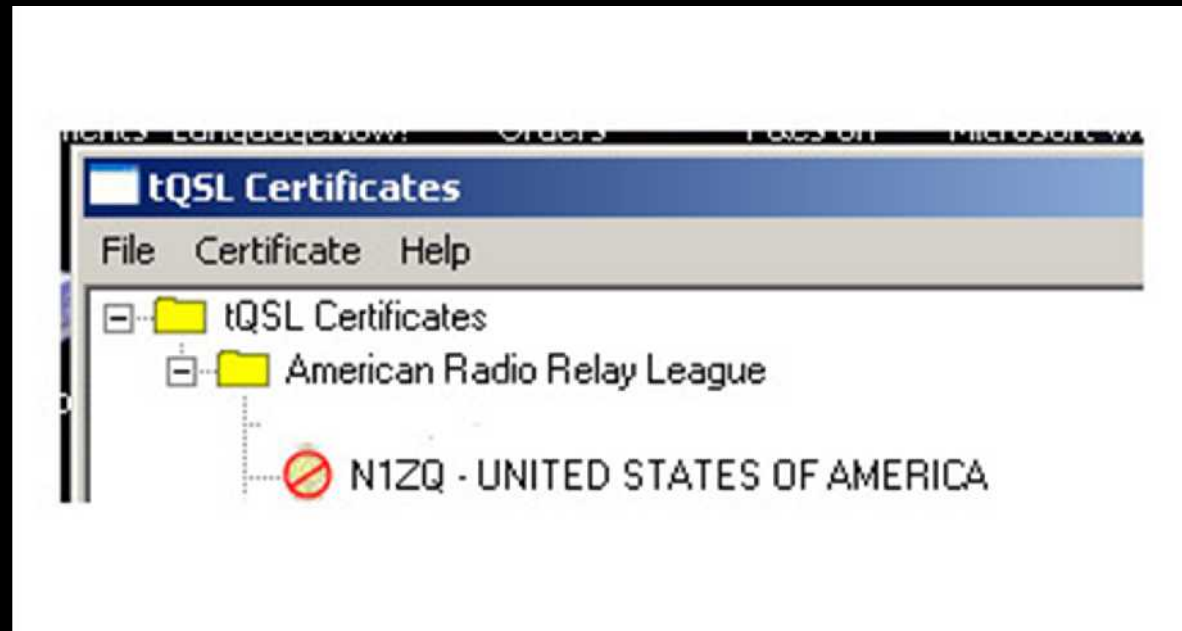 tQSL Certificates
File Certificate Help
tQSL Certificates
American Radio Relay League
N1ZQ - UNITED STATES OF AMERICA